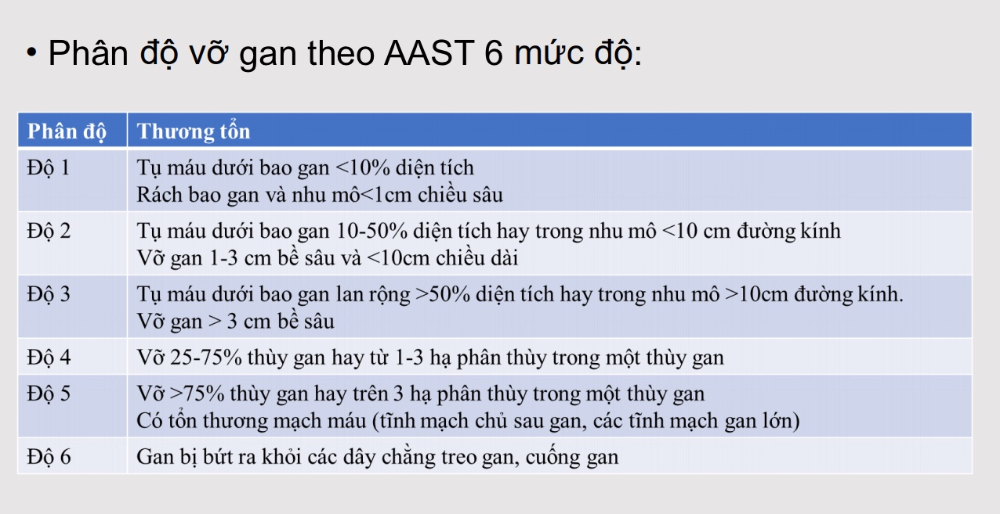 • Phân độ vỡ gan theo AAST 6 mức độ:
Phân độ Thương tổn
Độ 1 Tụ máu dưới bao gan <10% diện tích
Rách bao gan và nhu mô<1cm chiều sâu
Độ 2 Tụ máu dưới bao gan 10-50% diện tích hay trong nhu mô <10 cm đường kính
Vỡ gan 1-3 cm bề sâu và <10cm chiều dài
Độ 3 Tụ máu dưới bao gan lan rộng >50% diện tích hay trong nhu mô >10cm đường kính.
Vỡ gan > 3 cm bề sâu
Độ 4 Vỡ 25-75% thùy gan hay từ 1-3 hạ phân thùy trong một thùy gan
Độ 5 Vỡ >75% thùy gan hay trên 3 hạ phân thùy trong một thùy gan
Có tổn thương mạch máu (tĩnh mạch chủ sau gan, các tĩnh mạch gan lớn)
Độ 6 Gan bị bứt ra khỏi các dây chằng treo gan, cuống gan